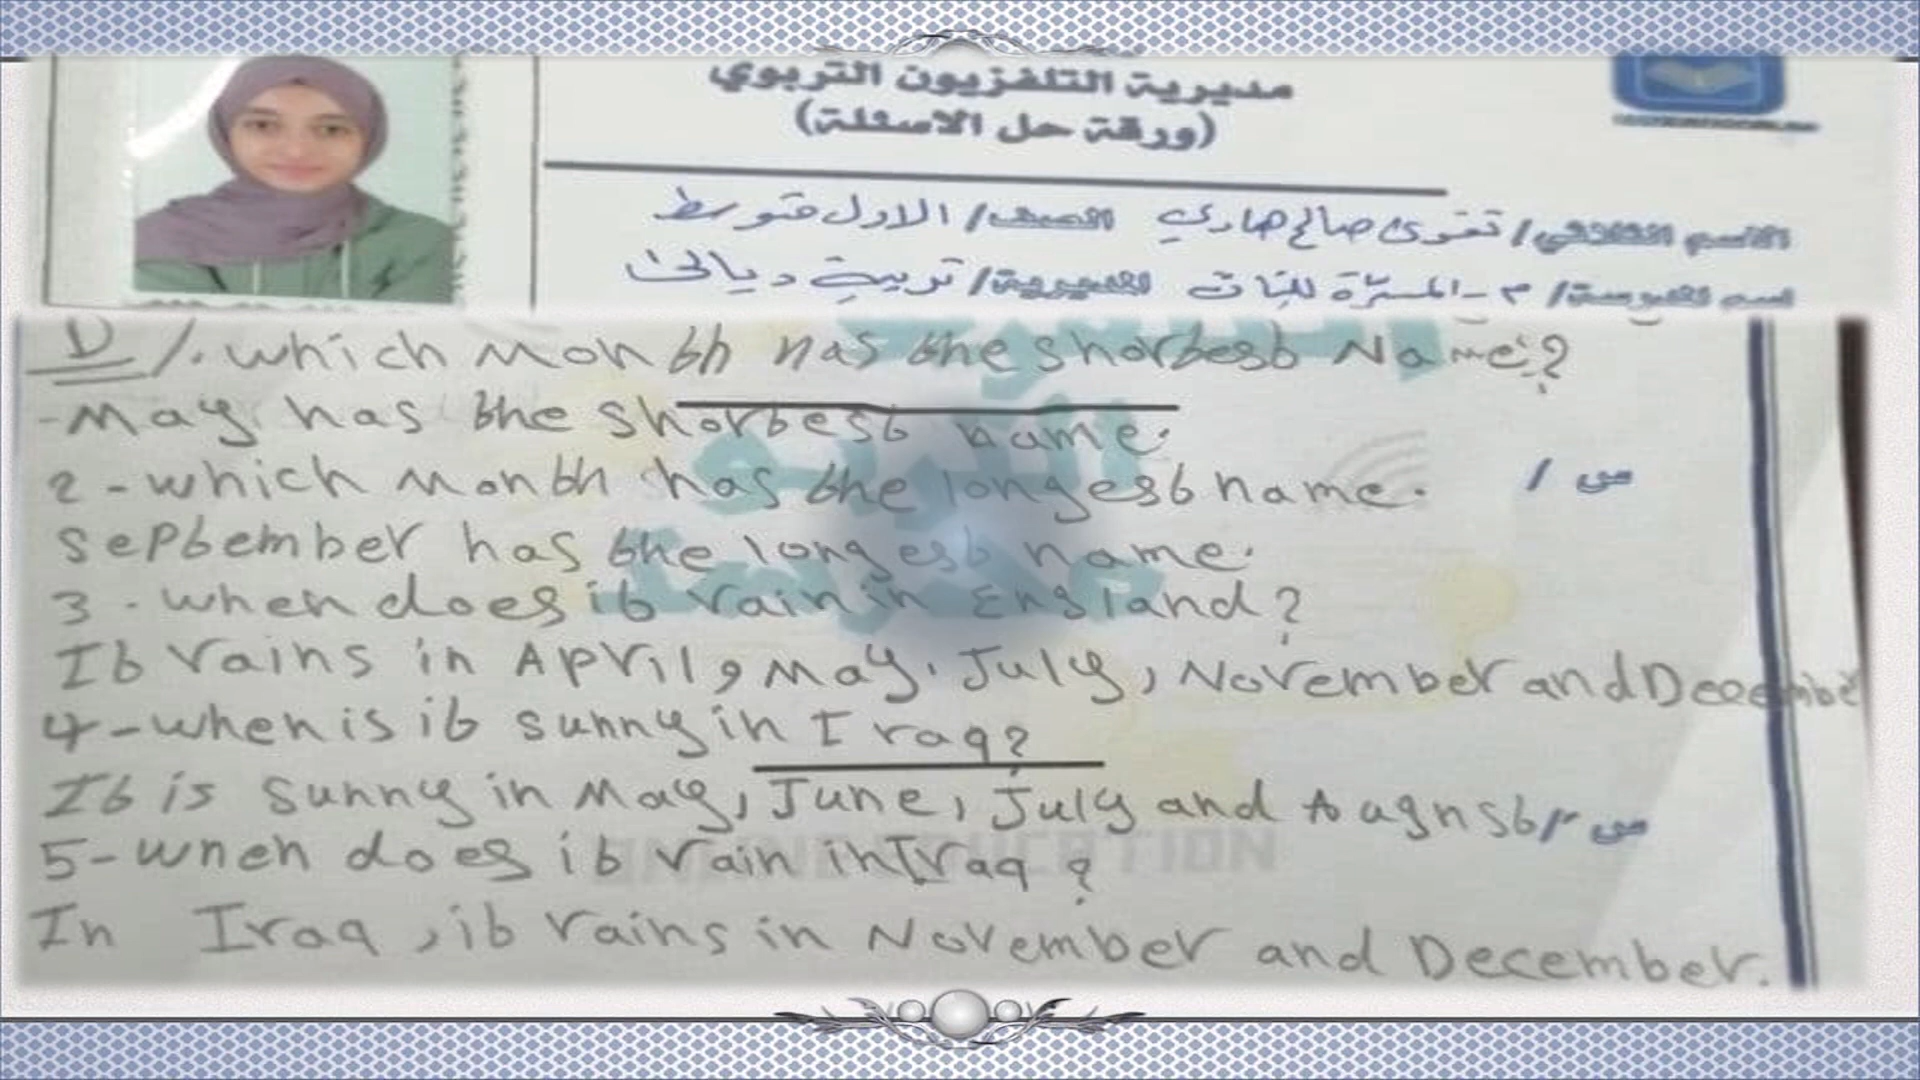 مديرية التلفزيون التربوي
(ورقة حل الاسئلة)
الاسم الثلاثي/ تقوى صالح هادي الصف/ الاول متوسط
اسم المدرسة/ م-المسرّة للبنات المديرية/ تربية ديالى
D/1. which Month has the shortest Name?
-May has the shortest name.
2-which Month has the longest name.
س1/
September has the longest name.
3. when does it rain in England?
It rains in April, May, July, November and December
4-when is it sunny in Iraq?
It is sunny in May, June, July and August
س٢/
5-when does it rain in Iraq?
In Iraq, it rains in November and December.